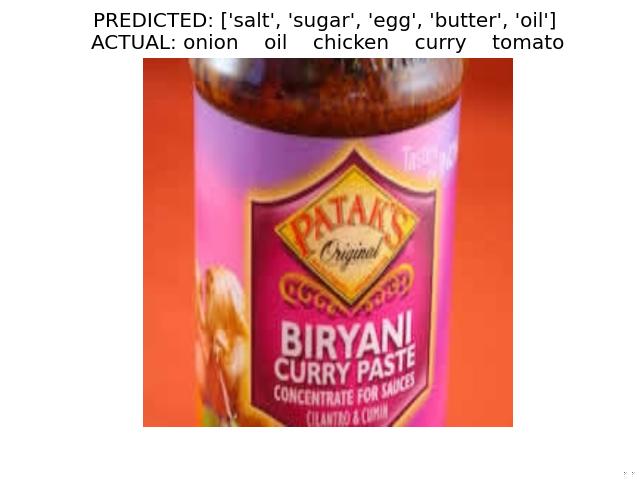 PREDICTED: ['salt', 'sugar', 'egg', 'butter', 'oil']
ACTUAL: onion oil chicken curry tomato
PATAK'S
Original
BIRYANI
CURRY PASTE
CONCENTRATE FOR SAUCES
CILANTRO & CUMIN